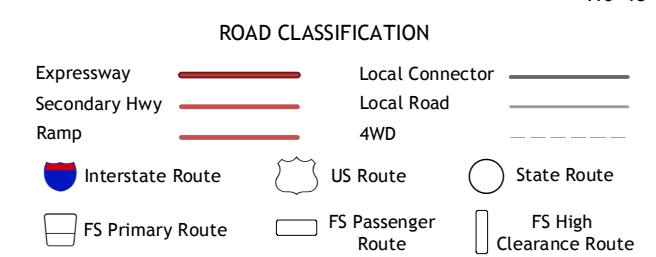 ROAD CLASSIFICATION
Expressway
Local Connector
Secondary Hwy
Local Road
Ramp
4WD
Interstate Route
US Route
State Route
FS Primary Route
FS Passenger
Route
FS High
Clearance Route